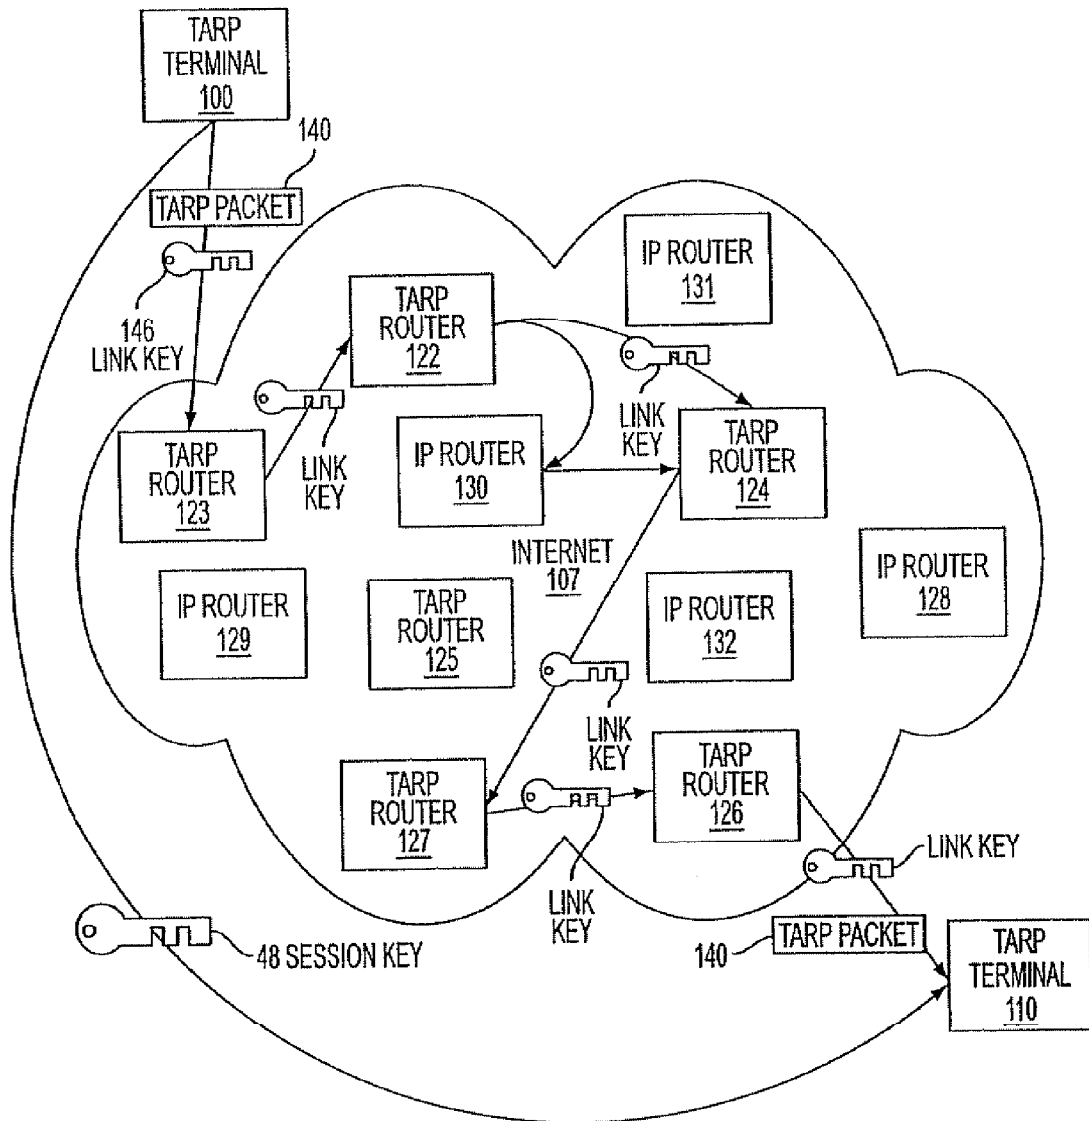 TARP
TERMINAL
100
140
TARP PACKET
146
LINK KEY
IP ROUTER
131
TARP
ROUTER
122
LINK
KEY
LINK
KEY
TARP
ROUTER
123
IP ROUTER
130
TARP
ROUTER
124
INTERNET
107
IP ROUTER
129
TARP
ROUTER
125
IP ROUTER
132
IP ROUTER
128
LINK
KEY
TARP
ROUTER
127
TARP
ROUTER
126
LINK
KEY
LINK KEY
48 SESSION KEY
140
TARP PACKET
TARP
TERMINAL
110